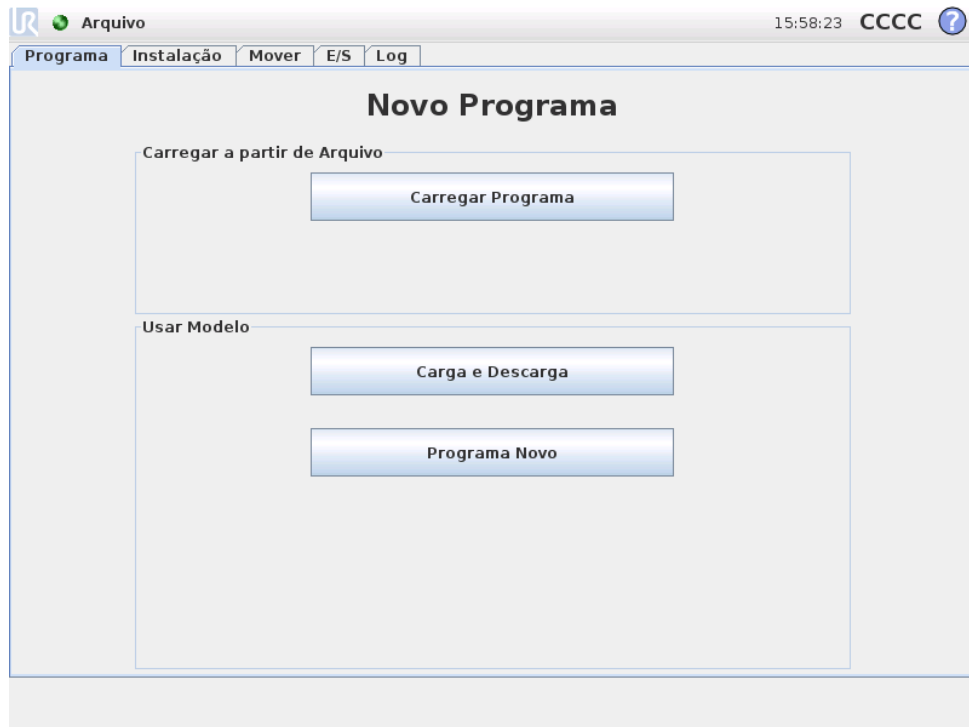 UR Arquivo 15:58:23 CCCC ?
Programa Instalação Mover E/S Log
Novo Programa
Carregar a partir de Arquivo
Carregar Programa
Usar Modelo
Carga e Descarga
Programa Novo